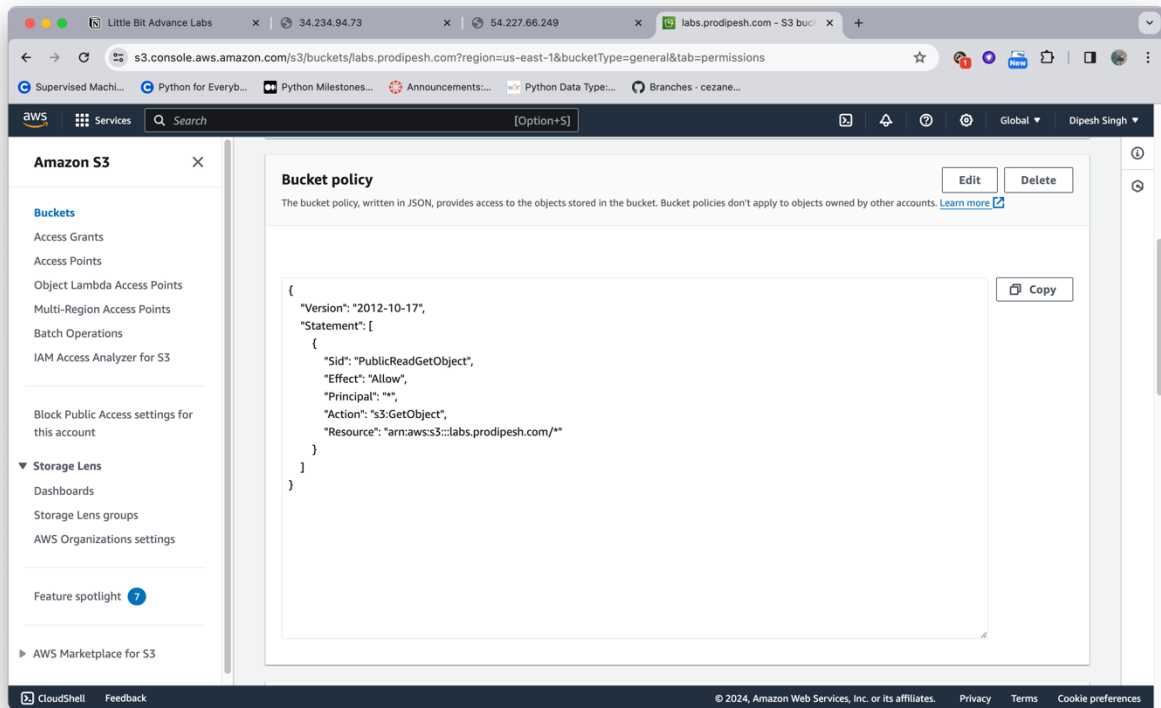 Little Bit Advance Labs
34.234.94.73
54.227.66.249
labs.prodipesh.com - S3 buc
s3.console.aws.amazon.com/s3/buckets/labs.prodipesh.com?region=us-east-1&bucketType=general&tab=permissions
1
New
Supervised Machi...
Python for Everyb...
Python Milestones...
Announcements:...
w3r
Python Data Type:...
Branches · cezane...
aws
Services
Search
[Option+S]
Global
Dipesh Singh
Amazon S3
Buckets
Access Grants
Access Points
Object Lambda Access Points
Multi-Region Access Points
Batch Operations
IAM Access Analyzer for S3
Block Public Access settings for
this account
Storage Lens
Dashboards
Storage Lens groups
AWS Organizations settings
Feature spotlight 7
AWS Marketplace for S3
Bucket policy
Edit
Delete
The bucket policy, written in JSON, provides access to the objects stored in the bucket. Bucket policies don't apply to objects owned by other accounts. Learn more
Copy
{
"Version": "2012-10-17",
"Statement": [
{
"Sid": "PublicReadGetObject",
"Effect": "Allow",
"Principal": "*",
"Action": "s3:GetObject",
"Resource": "arn:aws:s3:::labs.prodipesh.com/*"
}
]
}
CloudShell
Feedback
© 2024, Amazon Web Services, Inc. or its affiliates.
Privacy
Terms
Cookie preferences